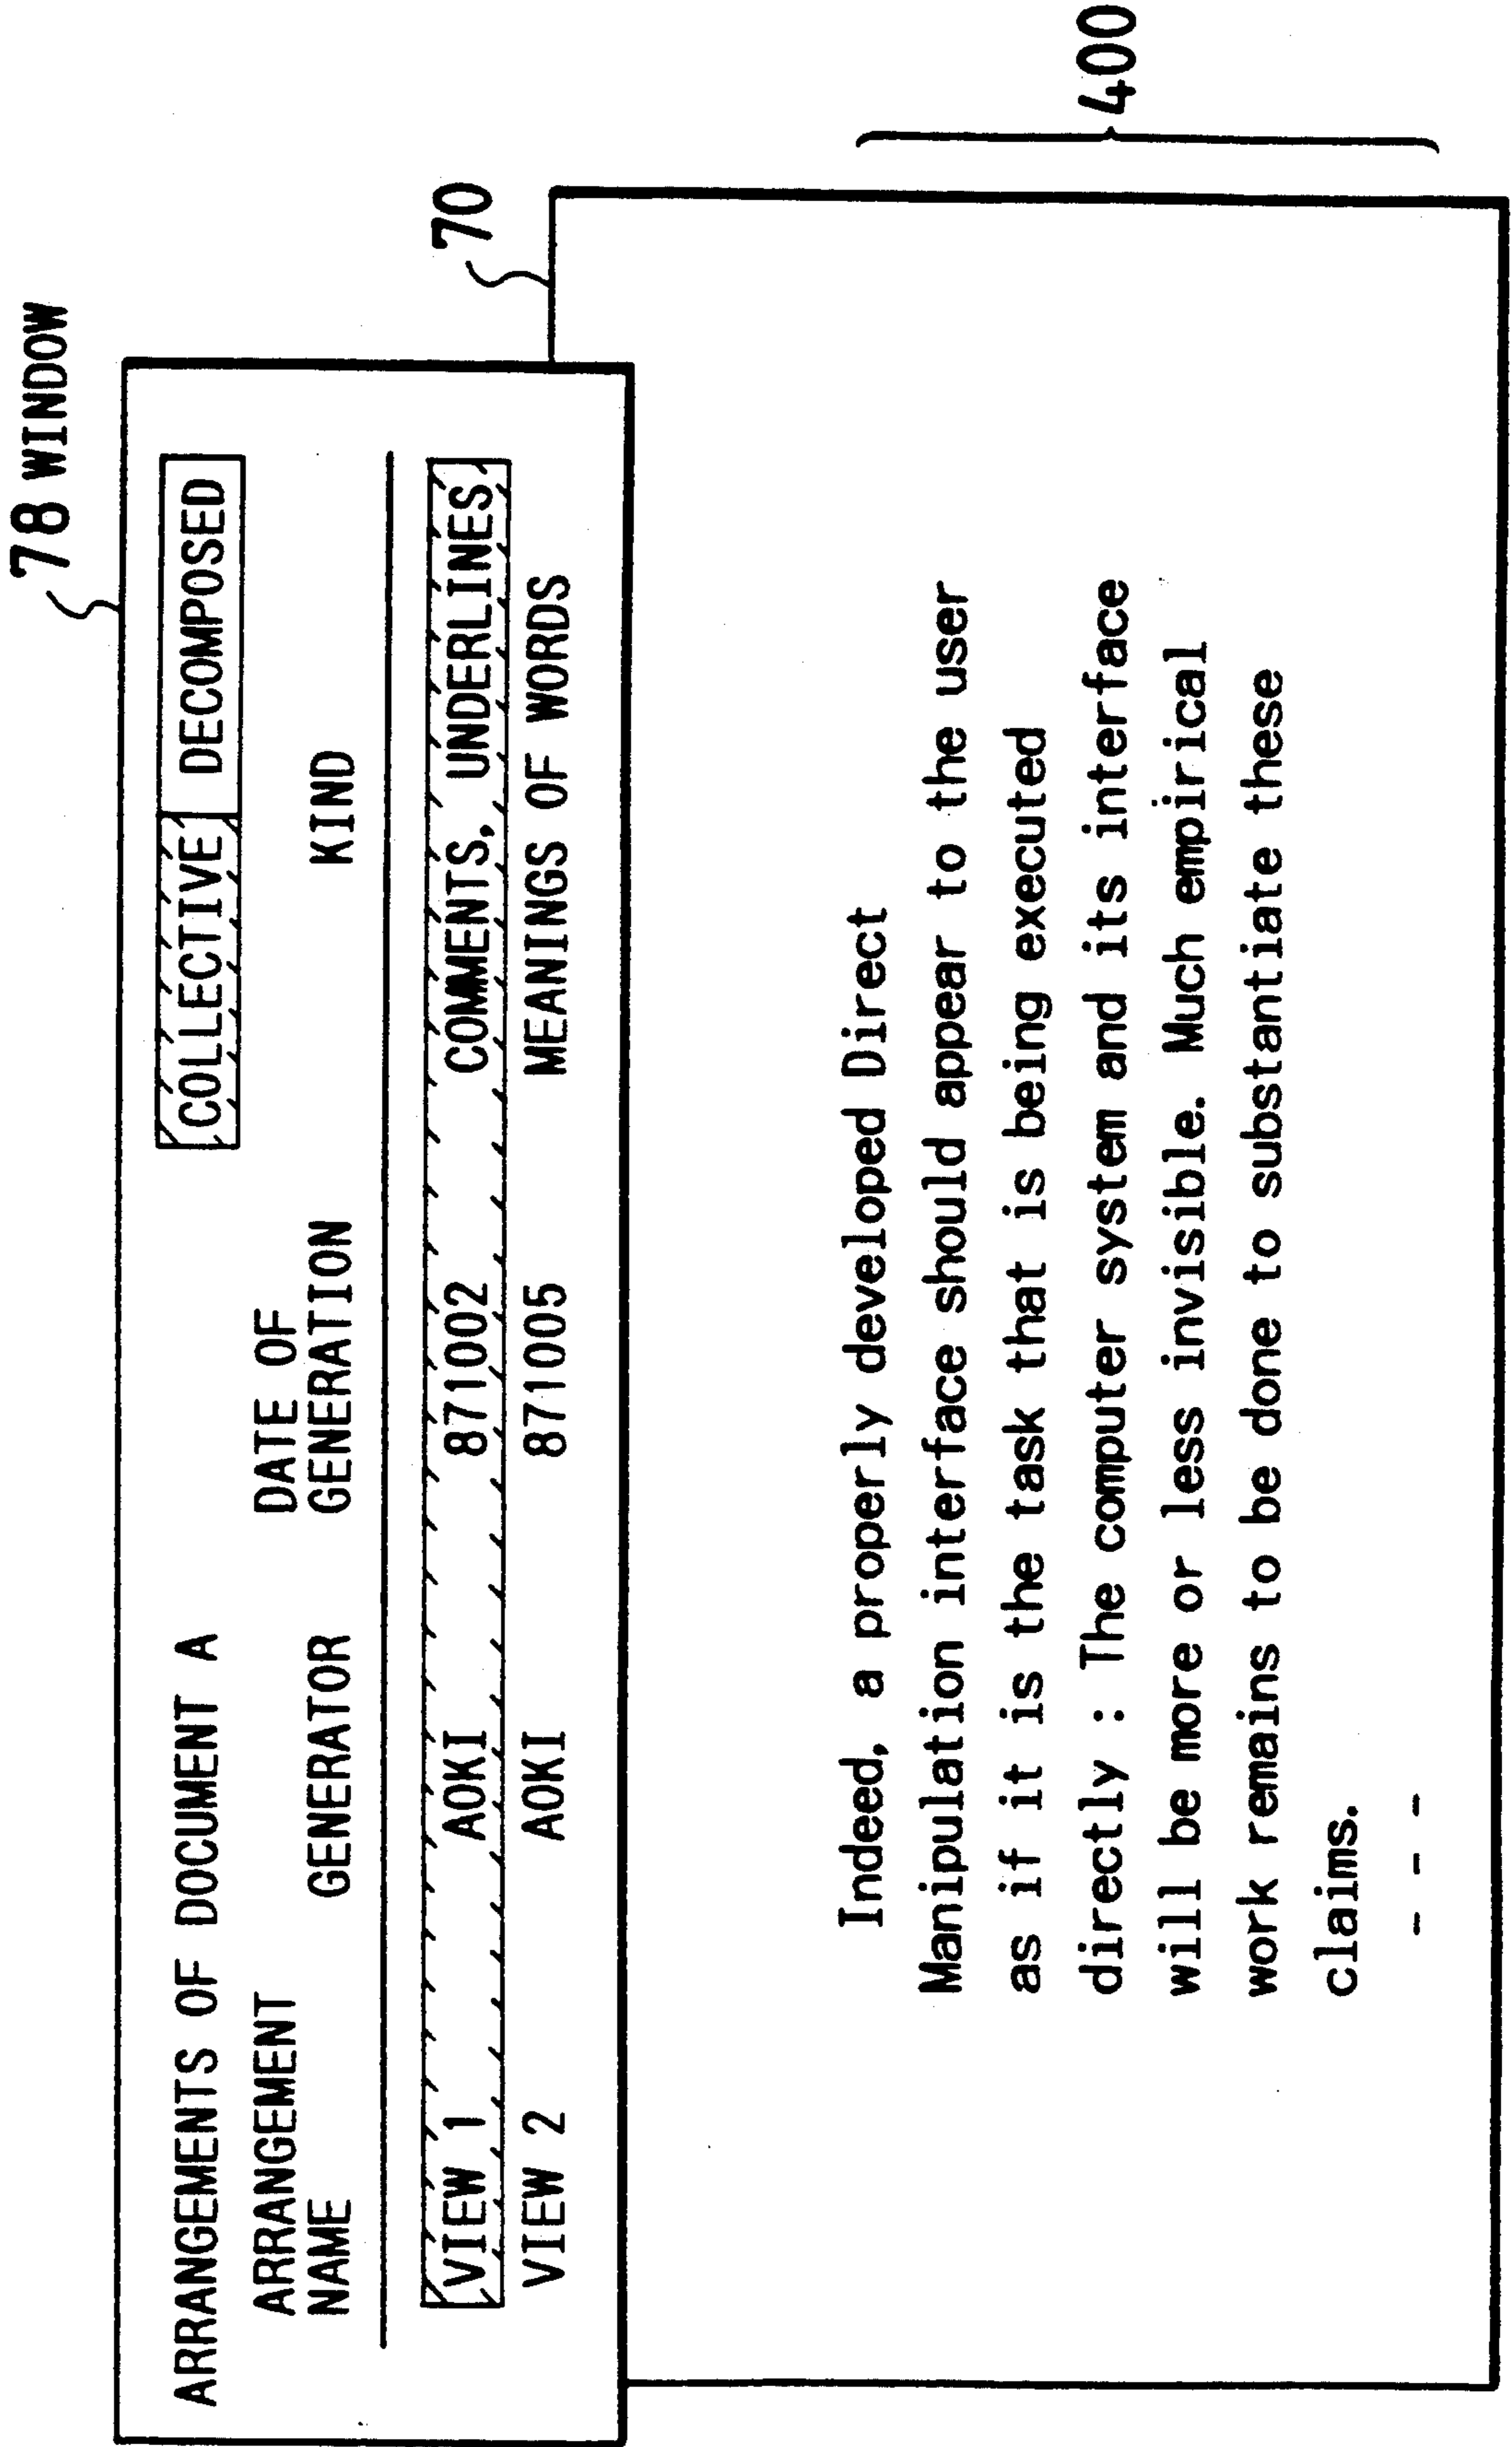 78 WINDOW
ARRANGEMENTS OF DOCUMENT A
COLLECTIVE DECOMPOSED
ARRANGEMENT NAME GENERATOR DATE OF GENERATION KIND
VIEW 1 AOKI 871002 COMMENTS, UNDERLINES
VIEW 2 AOKI 871005 MEANINGS OF WORDS
70
Indeed, a properly developed Direct
Manipulation interface should appear to the user
as if it is the task that is being executed
directly : The computer system and its interface
will be more or less invisible. Much empirical
work remains to be done to substantiate these
claims.
- - -
400